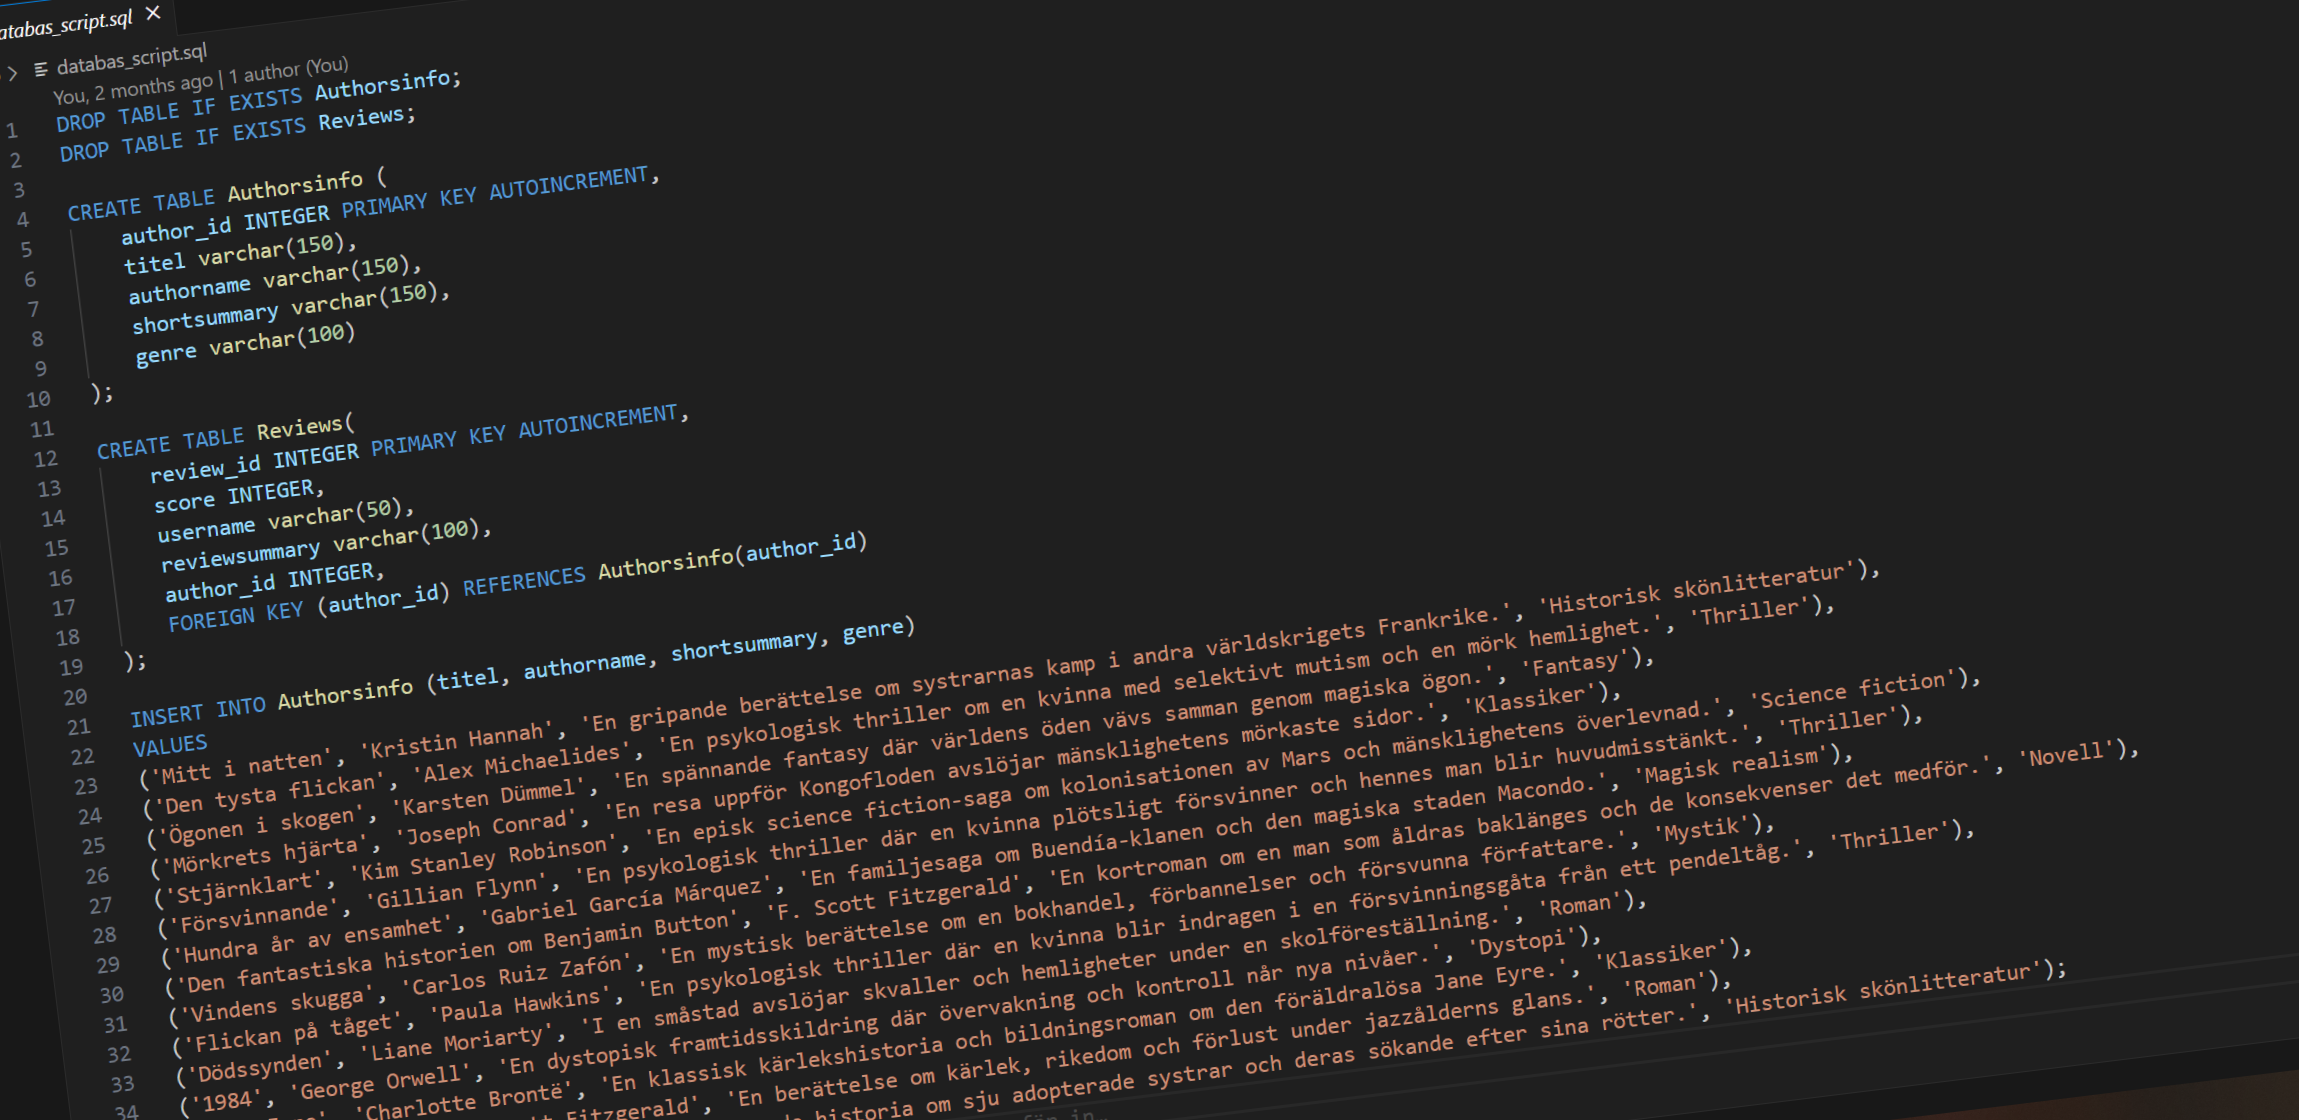 databas_script.sql
databas_script.sql
You, 2 months ago | 1 author (You)
1 DROP TABLE IF EXISTS Authorsinfo;
2 DROP TABLE IF EXISTS Reviews;
3
4 CREATE TABLE Authorsinfo (
5 author_id INTEGER PRIMARY KEY AUTOINCREMENT,
6 titel varchar(150),
7 authorname varchar(150),
8 shortsummary varchar(150),
9 genre varchar(100)
10 );
11
12 CREATE TABLE Reviews(
13 review_id INTEGER PRIMARY KEY AUTOINCREMENT,
14 score INTEGER,
15 username varchar(50),
16 reviewsummary varchar(100),
17 author_id INTEGER,
18 FOREIGN KEY (author_id) REFERENCES Authorsinfo(author_id)
19 );
20
21 INSERT INTO Authorsinfo (titel, authorname, shortsummary, genre)
22 VALUES
23 ('Mitt i natten', 'Kristin Hannah', 'En gripande berättelse om systrarnas kamp i andra världskrigets Frankrike.', 'Historisk skönlitteratur'),
24 ('Den tysta flickan', 'Alex Michaelides', 'En psykologisk thriller om en kvinna med selektivt mutism och en mörk hemlighet.', 'Thriller'),
25 ('Ögonen i skogen', 'Karsten Dümmel', 'En spännande fantasy där världens öden vävs samman genom magiska ögon.', 'Fantasy'),
26 ('Mörkrets hjärta', 'Joseph Conrad', 'En resa uppför Kongofloden avslöjar mänsklighetens mörkaste sidor.', 'Klassiker'),
27 ('Stjärnklart', 'Kim Stanley Robinson', 'En episk science fiction-saga om kolonisationen av Mars och mänsklighetens överlevnad.', 'Science fiction'),
28 ('Försvinnande', 'Gillian Flynn', 'En psykologisk thriller där en kvinna plötsligt försvinner och hennes man blir huvudmisstänkt.', 'Thriller'),
29 ('Hundra år av ensamhet', 'Gabriel García Márquez', 'En familjesaga om Buendía-klanen och den magiska staden Macondo.', 'Magisk realism'),
30 ('Den fantastiska historien om Benjamin Button', 'F. Scott Fitzgerald', 'En kortroman om en man som åldras baklänges och de konsekvenser det medför.', 'Novell'),
31 ('Vindens skugga', 'Carlos Ruiz Zafón', 'En mystisk berättelse om en bokhandel, förbannelser och försvunna författare.', 'Mystik'),
32 ('Flickan på tåget', 'Paula Hawkins', 'En psykologisk thriller där en kvinna blir indragen i en försvinningsgåta från ett pendeltåg.', 'Thriller'),
33 ('Dödssynden', 'Liane Moriarty', 'I en småstad avslöjar skvaller och hemligheter under en skolföreställning.', 'Roman'),
34 ('1984', 'George Orwell', 'En dystopisk framtidsskildring där övervakning och kontroll når nya nivåer.', 'Dystopi'),
'Charlotte Brontë', 'En klassisk kärlekshistoria och bildningsroman om den föräldralösa Jane Eyre.', 'Klassiker'),
Fitzgerald', 'En berättelse om kärlek, rikedom och förlust under jazzålderns glans.', 'Roman'),
historia om sju adopterade systrar och deras sökande efter sina rötter.', 'Historisk skönlitteratur');